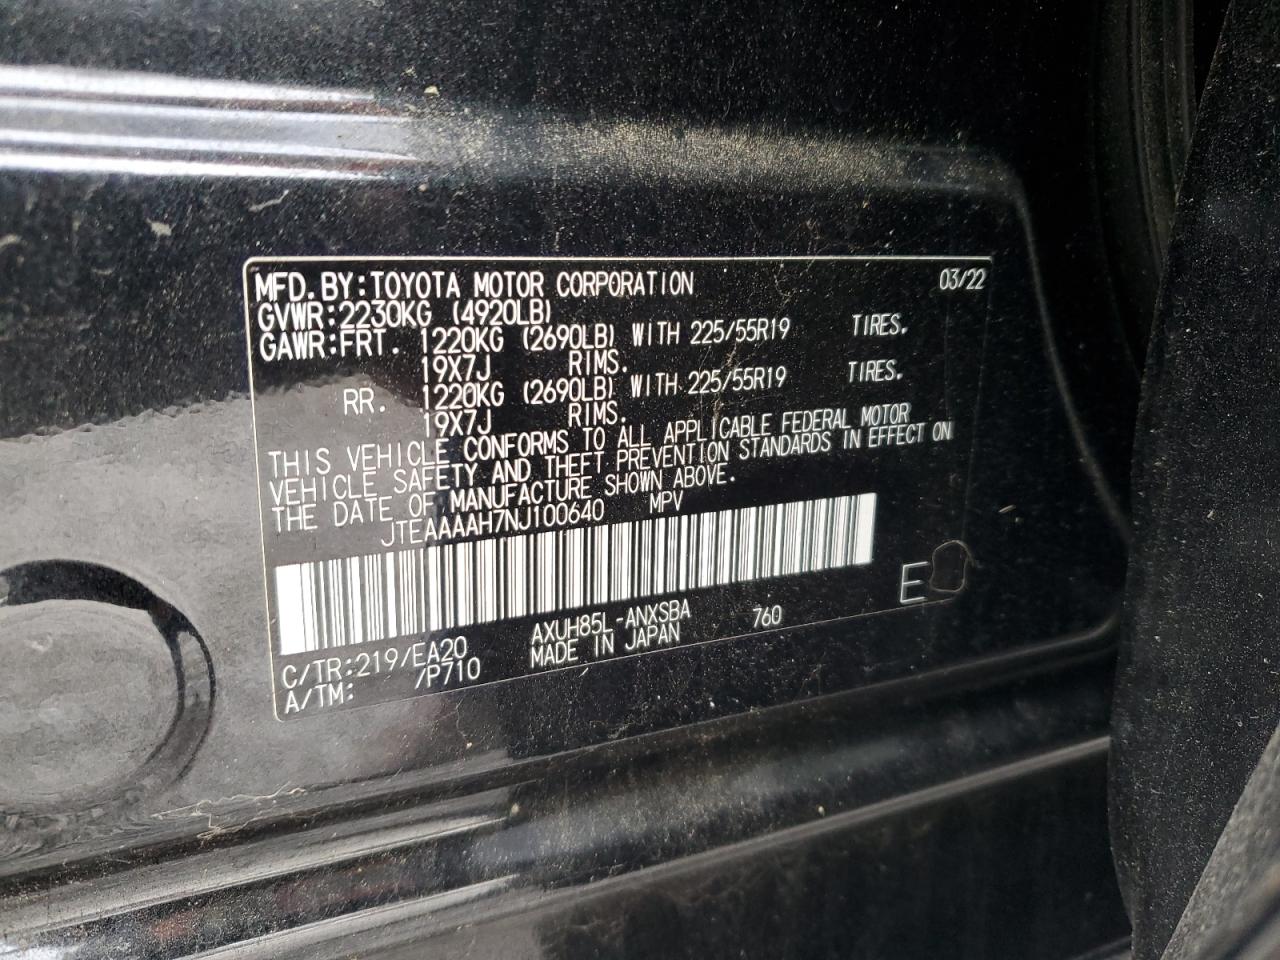 MFD. BY: TOYOTA MOTOR CORPORATION 03/22
GVWR: 2230KG (4920LB)
GAWR: FRT. 1220KG (2690LB) WITH 225/55R19 TIRES.
19X7J RIMS.
RR. 1220KG (2690LB) WITH 225/55R19 TIRES.
19X7J RIMS.
THIS VEHICLE CONFORMS TO ALL APPLICABLE FEDERAL MOTOR
VEHICLE SAFETY AND THEFT PREVENTION STANDARDS IN EFFECT ON
THE DATE OF MANUFACTURE SHOWN ABOVE.
JTEAAAAH7NJ100640 MPV
E
C/TR: 219/EA20 AXUH85L-ANXSBA 760
A/TM: /P710 MADE IN JAPAN